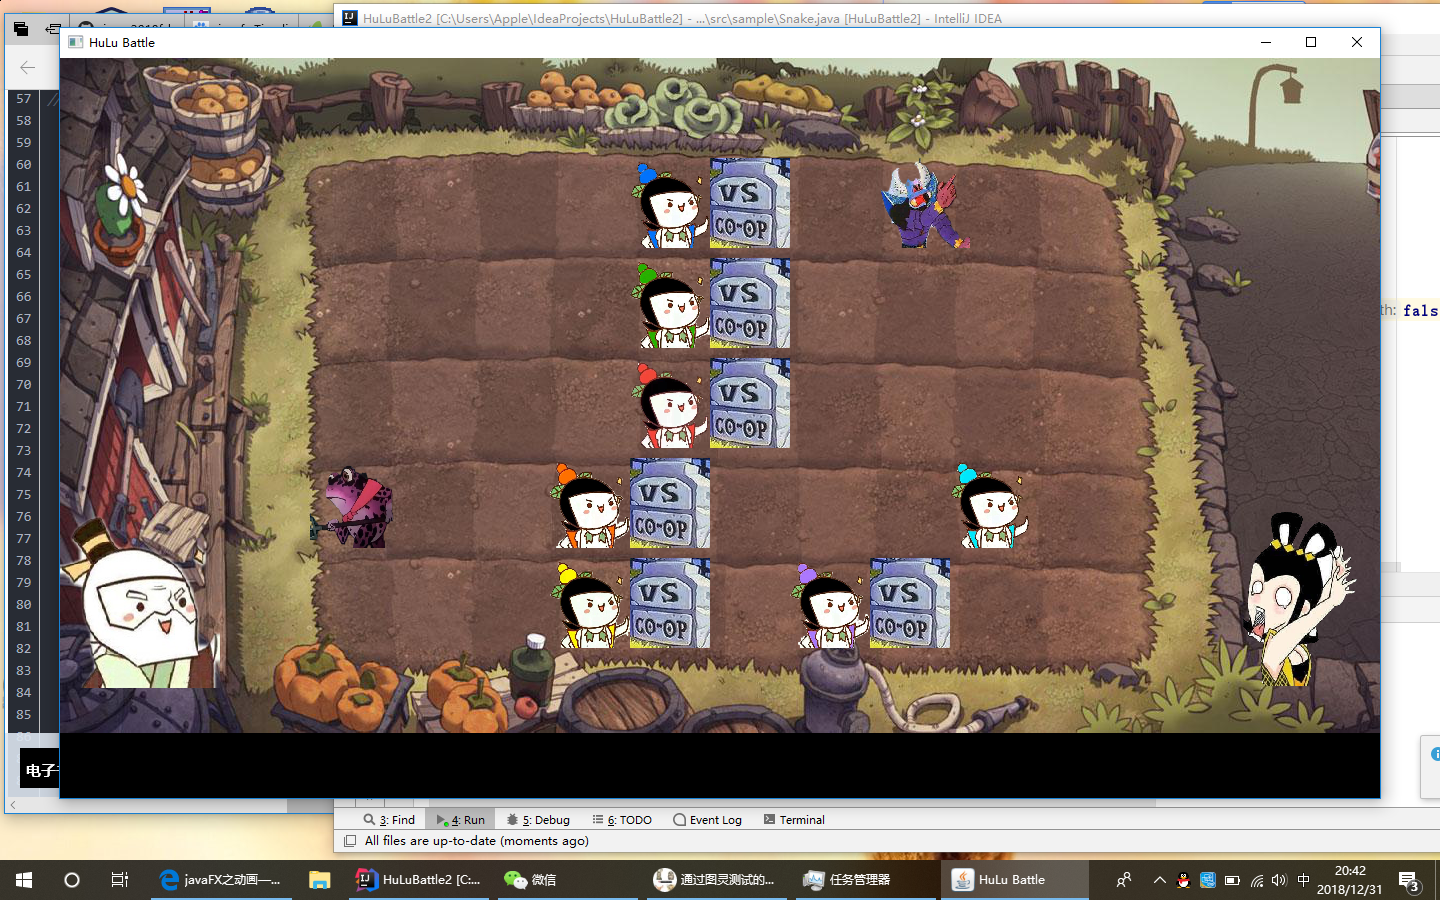 HuLuBattle2 [C:\Users\Apple\IdeaProjects\HuLuBattle2] - ...\src\sample\Snake.java [HuLuBattle2] - IntelliJ IDEA
HuLu Battle
57
//
58
59
60
61
62
63
64
65
66
67
68
69
70
71
72
73
74
75
76
77
78
79
80
81
82
83
84
85
86
VS
CO-OP
VS
CO-OP
VS
CO-OP
VS
CO-OP
VS
CO-OP
VS
CO-OP
th: fals
电子
3: Find
4: Run
5: Debug
6: TODO
Event Log
Terminal
All files are up-to-date (moments ago)
javaFX之动画—...
HuLuBattle2 [C:...
微信
通过图灵测试的...
任务管理器
HuLu Battle
中
20:42
2018/12/31
3